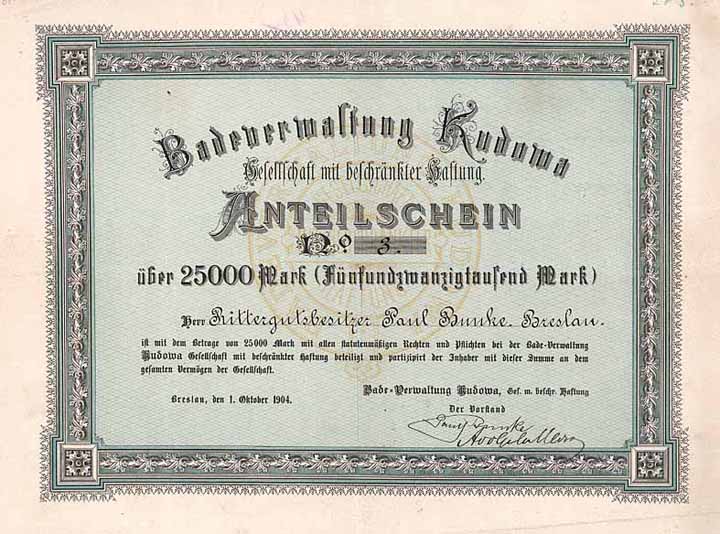 Badeverwaltung Kudowa
Gesellschaft mit beschränkter Haftung.
ANTEILSCHEIN
No. 3.
über 25000 Mark (Fünfundzwanzigtausend Mark)
Herr Rittergutsbesitzer Paul Bunke. Breslau.
ist mit dem Betrage von 25000 Mark mit allen statutenmäßigen Rechten und Pflichten bei der Bade-Verwaltung
Kudowa Gesellschaft mit beschränkter Haftung beteiligt und partizipirt der Inhaber mit dieser Summe an dem
gesamten Vermögen der Gesellschaft.
Bade-Verwaltung Kudowa, Ges. m. beschr. Haftung
Breslau, den 1. Oktober 1904.
Der Vorstand
Paul Bunke